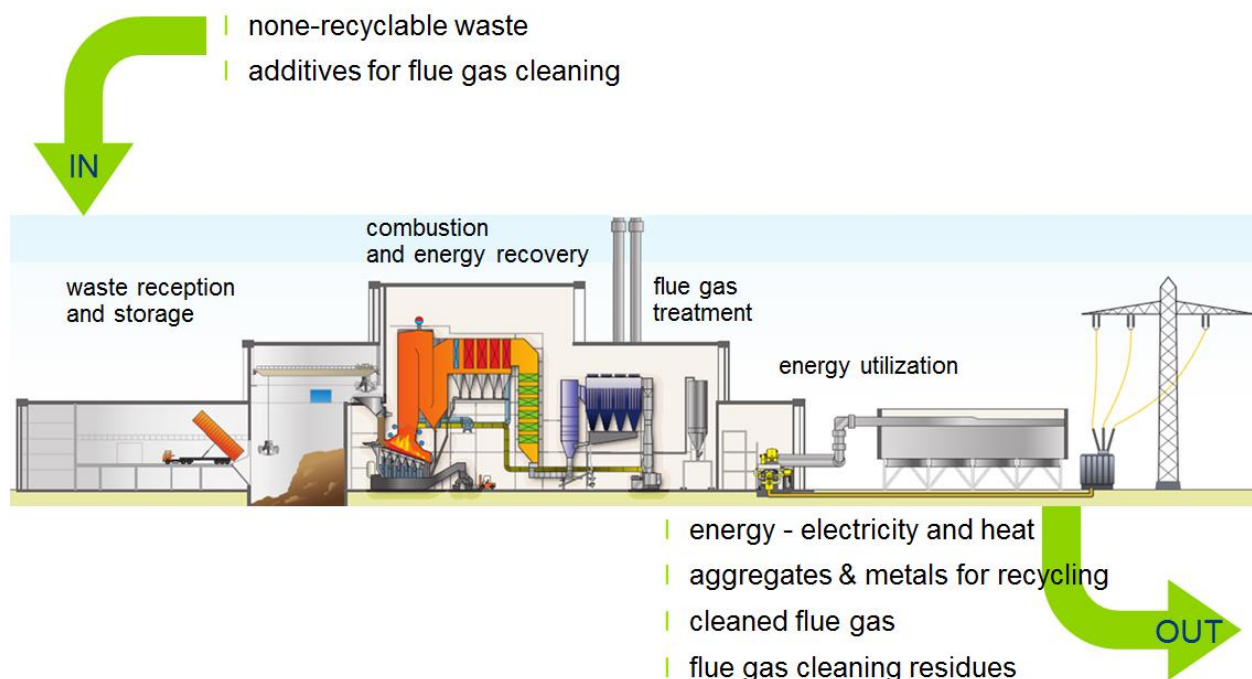 none-recyclable waste
additives for flue gas cleaning
IN
combustion
and energy recovery
waste reception
and storage
flue gas
treatment
energy utilization
energy - electricity and heat
aggregates & metals for recycling
cleaned flue gas
OUT
flue gas cleaning residues